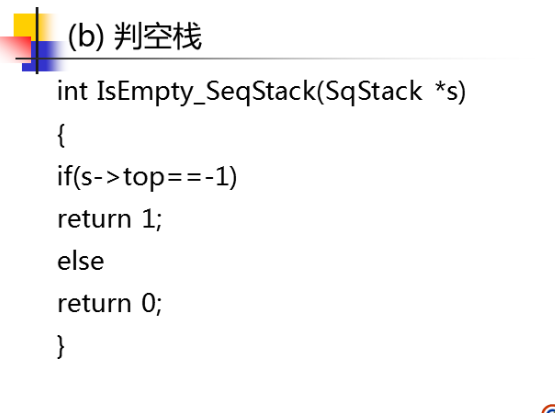 (b) 判空栈
int IsEmpty_SeqStack(SqStack *s)
{
if(s->top==-1)
return 1;
else
return 0;
}